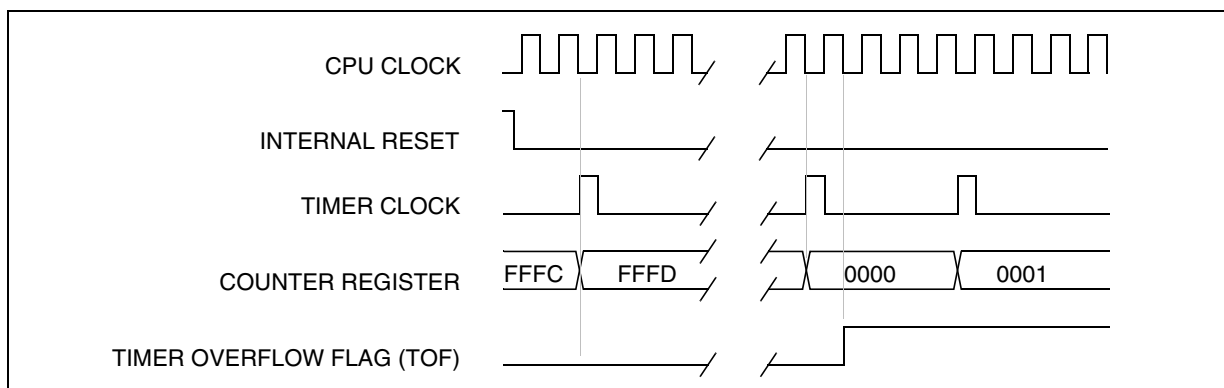 CPU CLOCK
INTERNAL RESET
TIMER CLOCK
COUNTER REGISTER
FFFC FFFD 0000 0001
TIMER OVERFLOW FLAG (TOF)